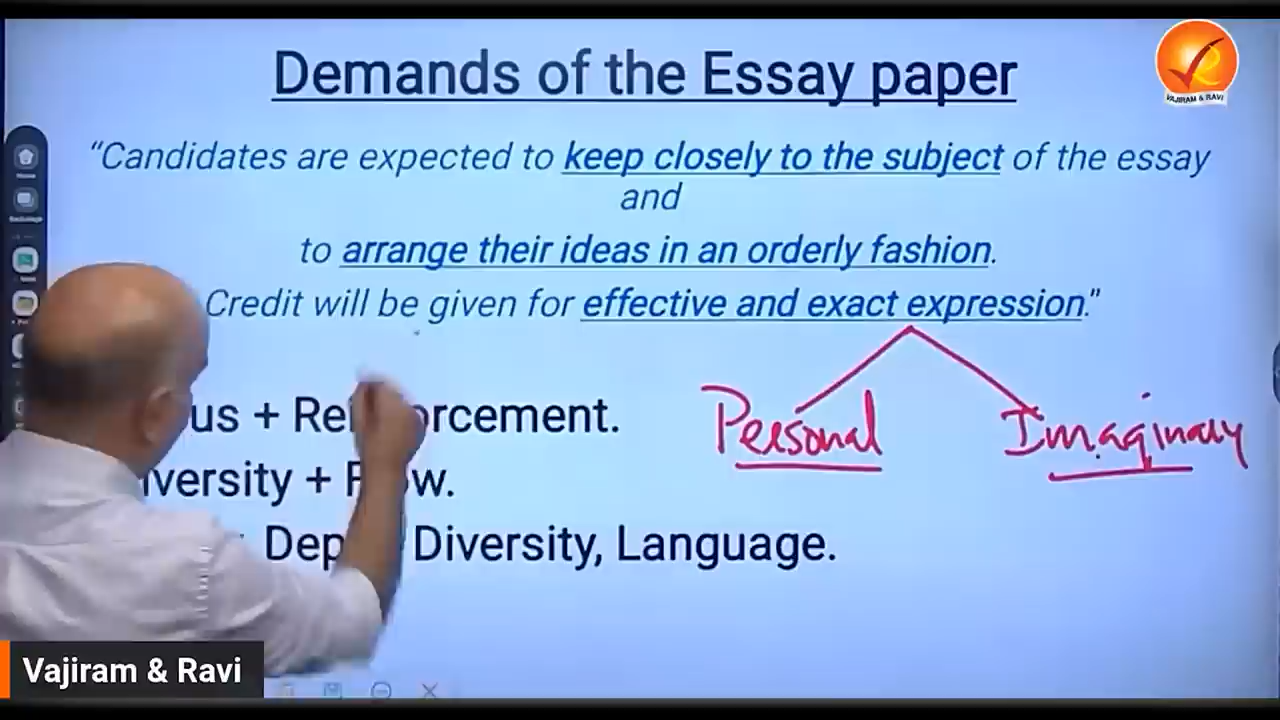 Demands of the Essay paper
VAJIRAM & RAVI
“Candidates are expected to keep closely to the subject of the essay
and
to arrange their ideas in an orderly fashion.
Credit will be given for effective and exact expression.”
Personal Imaginary
+
+
Diversity, Language.
Vajiram & Ravi